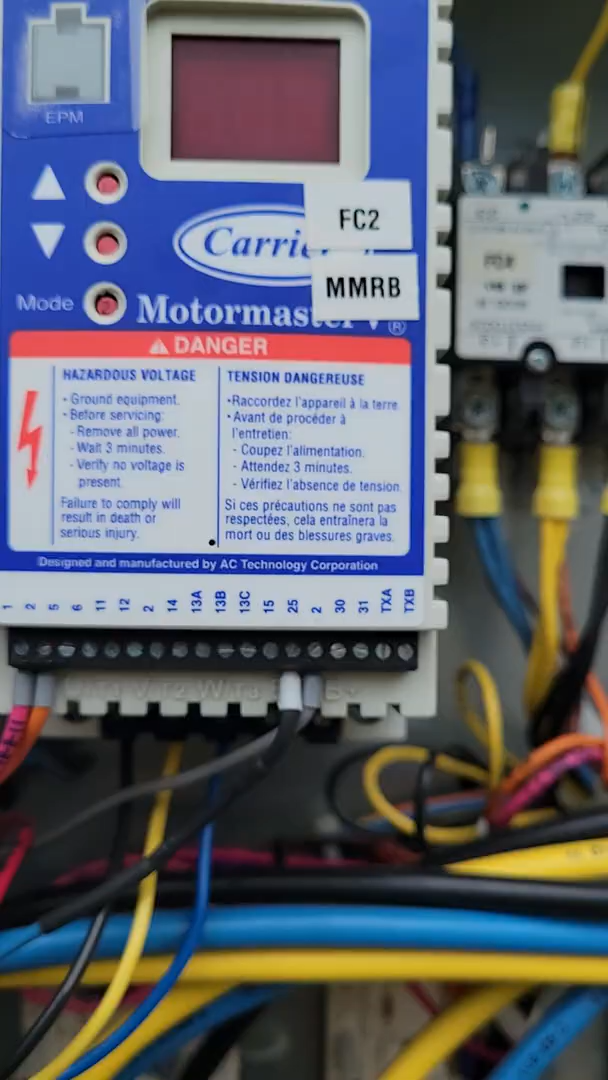 EPM
FC2
Carrie
MMRB
Mode
Motormaster V ®
DANGER
HAZARDOUS VOLTAGE
- Ground equipment.
- Before servicing:
- Remove all power.
- Wait 3 minutes.
- Verify no voltage is
present.
Failure to comply will
result in death or
serious injury.
TENSION DANGEREUSE
•Raccordez l'appareil à la terre.
•Avant de procéder à
l'entretien:
- Coupez l'alimentation.
- Attendez 3 minutes.
- Vérifiez l'absence de tension.
Si ces précautions ne sont pas
respectées, cela entraînera la
mort ou des blessures graves.
Designed and manufactured by AC Technology Corporation
1 2 5 6 11 12 2 14 13A 13B 13C 15 25 2 30 31 TXA TXB
B+